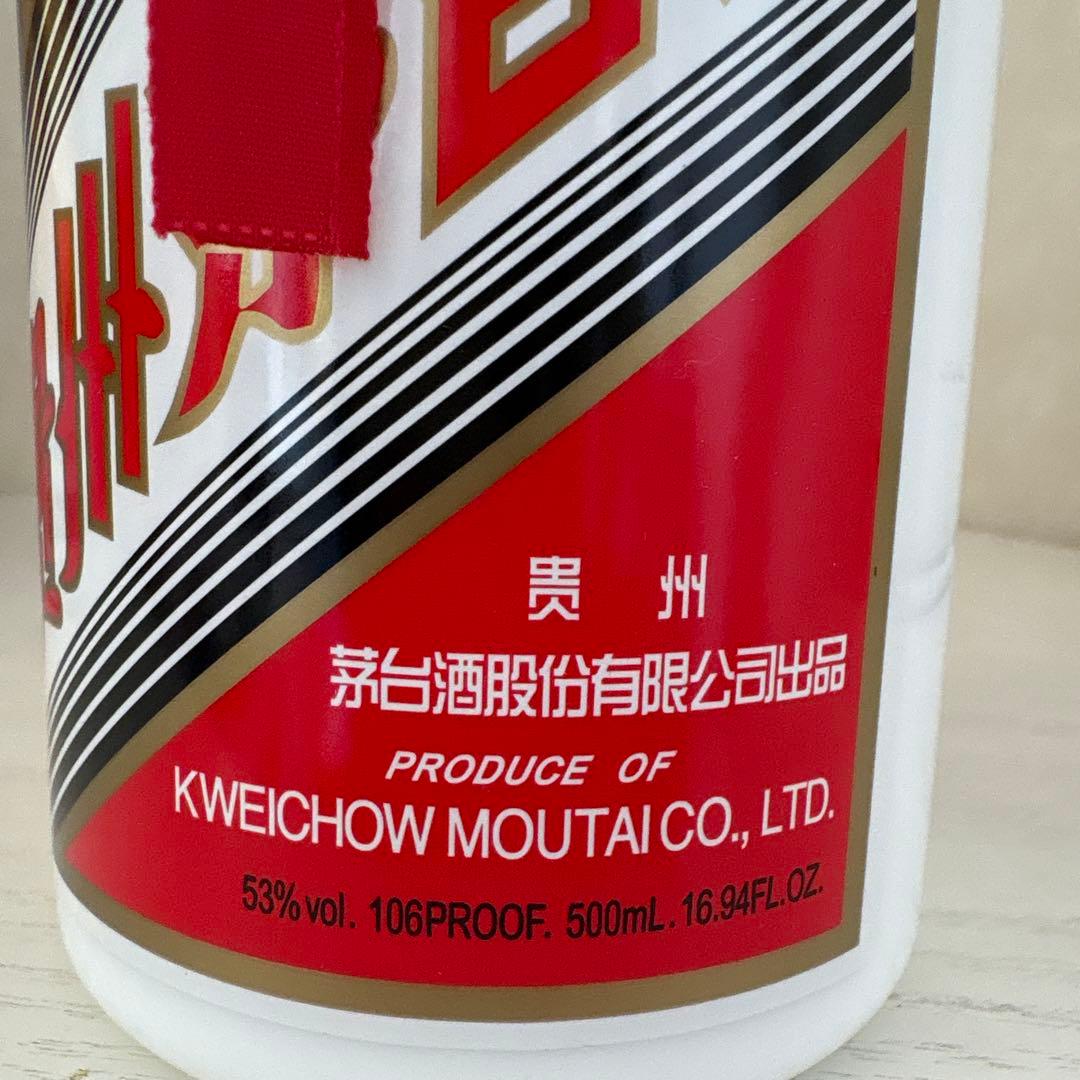 贵州
茅台酒股份有限公司出品
PRODUCE OF
KWEICHOW MOUTAI CO., LTD.
53%vol. 106PROOF. 500mL. 16.94FL.OZ.